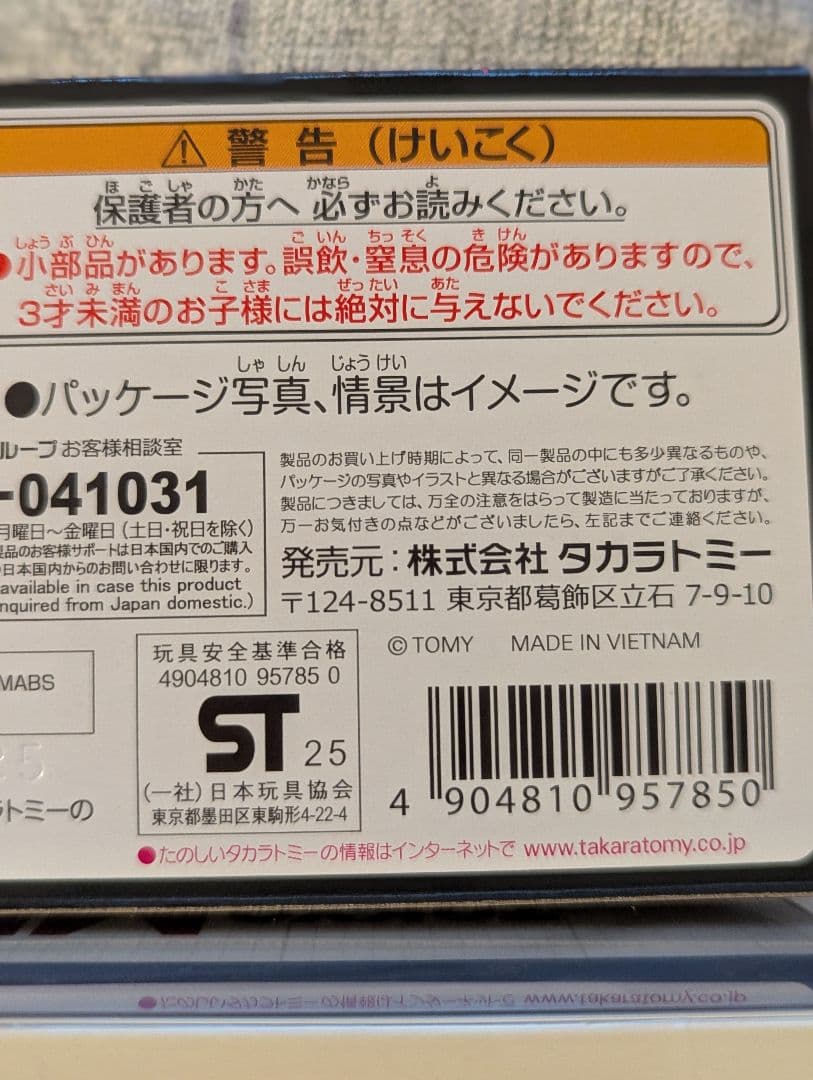 ⚠ 警告 (けいこく)
保護者の方へ 必ずお読みください。
●小部品があります。誤飲・窒息の危険がありますので、
3才未満のお子様には絶対に与えないでください。
●パッケージ写真、情景はイメージです。
ループお客様相談室
-041031
月曜日〜金曜日(土日・祝日を除く)
製品のお客様サポートは日本国内でのご購入
日本国内からのお問い合わせに限ります。
available in case this product
nquired from Japan domestic.)
製品のお買い上げ時期によって、同一製品の中にも多少異なるものや、
パッケージの写真やイラストと異なる場合がございますがご了承ください。
製品につきましては、万全の注意をはらって製造に当たっておりますが、
万一お気付きの点などがございましたら、左記までご連絡ください。
発売元:株式会社 タカラトミー
〒124-8511 東京都葛飾区立石 7-9-10
MABS
トミーの
玩具安全基準合格
4904810 95785 0
ST 25
(一社)日本玩具協会
東京都墨田区東駒形4-22-4
© TOMY MADE IN VIETNAM
4 904810 957850
●たのしいタカラトミーの情報はインターネットで www.takaratomy.co.jp